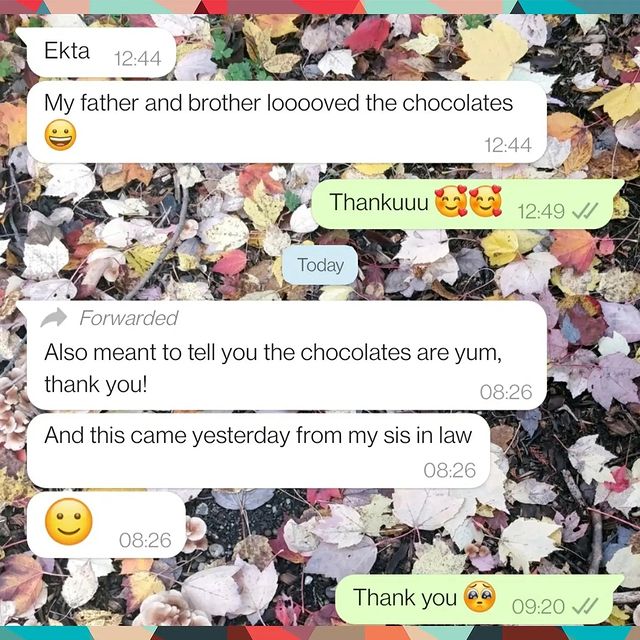 Ekta 12:44
My father and brother looooved the chocolates
😀 12:44
Thankuuu 🥰🥰 12:49
Today
Forwarded
Also meant to tell you the chocolates are yum,
thank you! 08:26
And this came yesterday from my sis in law
08:26
🙂 08:26
Thank you 🥹 09:20